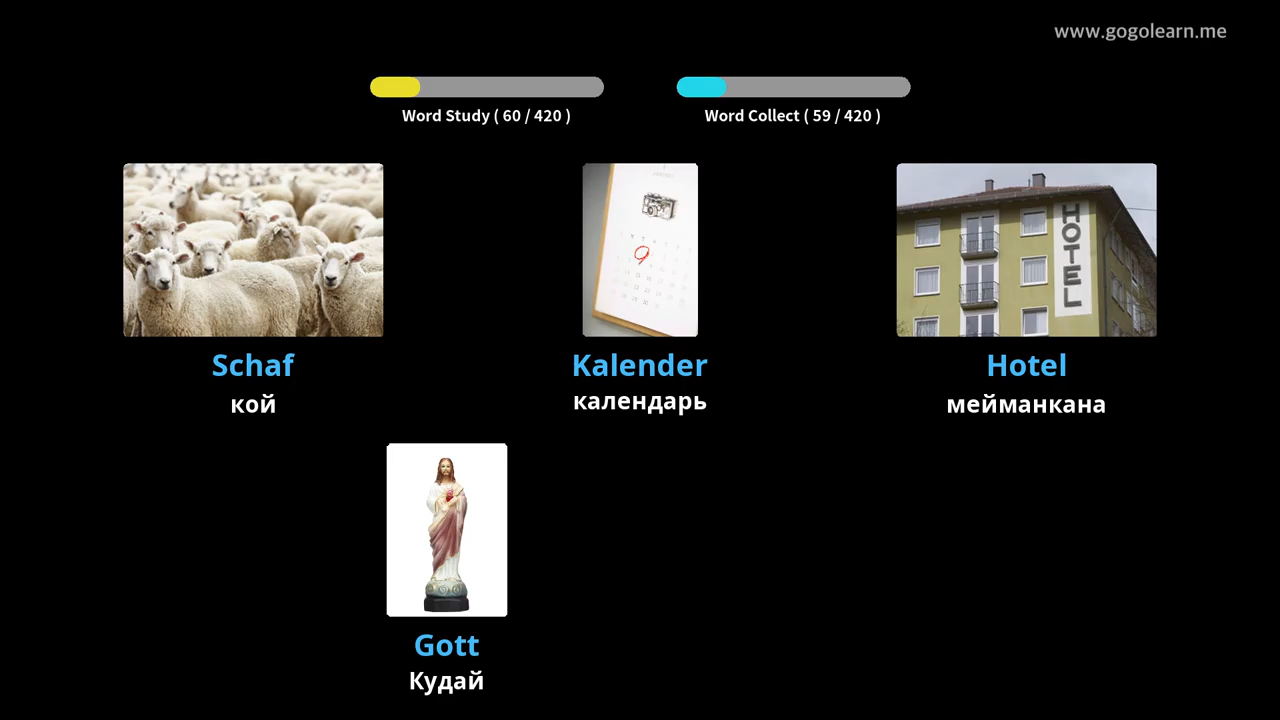 www.gogolearn.me
Word Study ( 60 / 420 )
Word Collect ( 59 / 420 )
HOTEL
9
Schaf
Kalender
Hotel
кой
календарь
мейманкана
Gott
Кудай